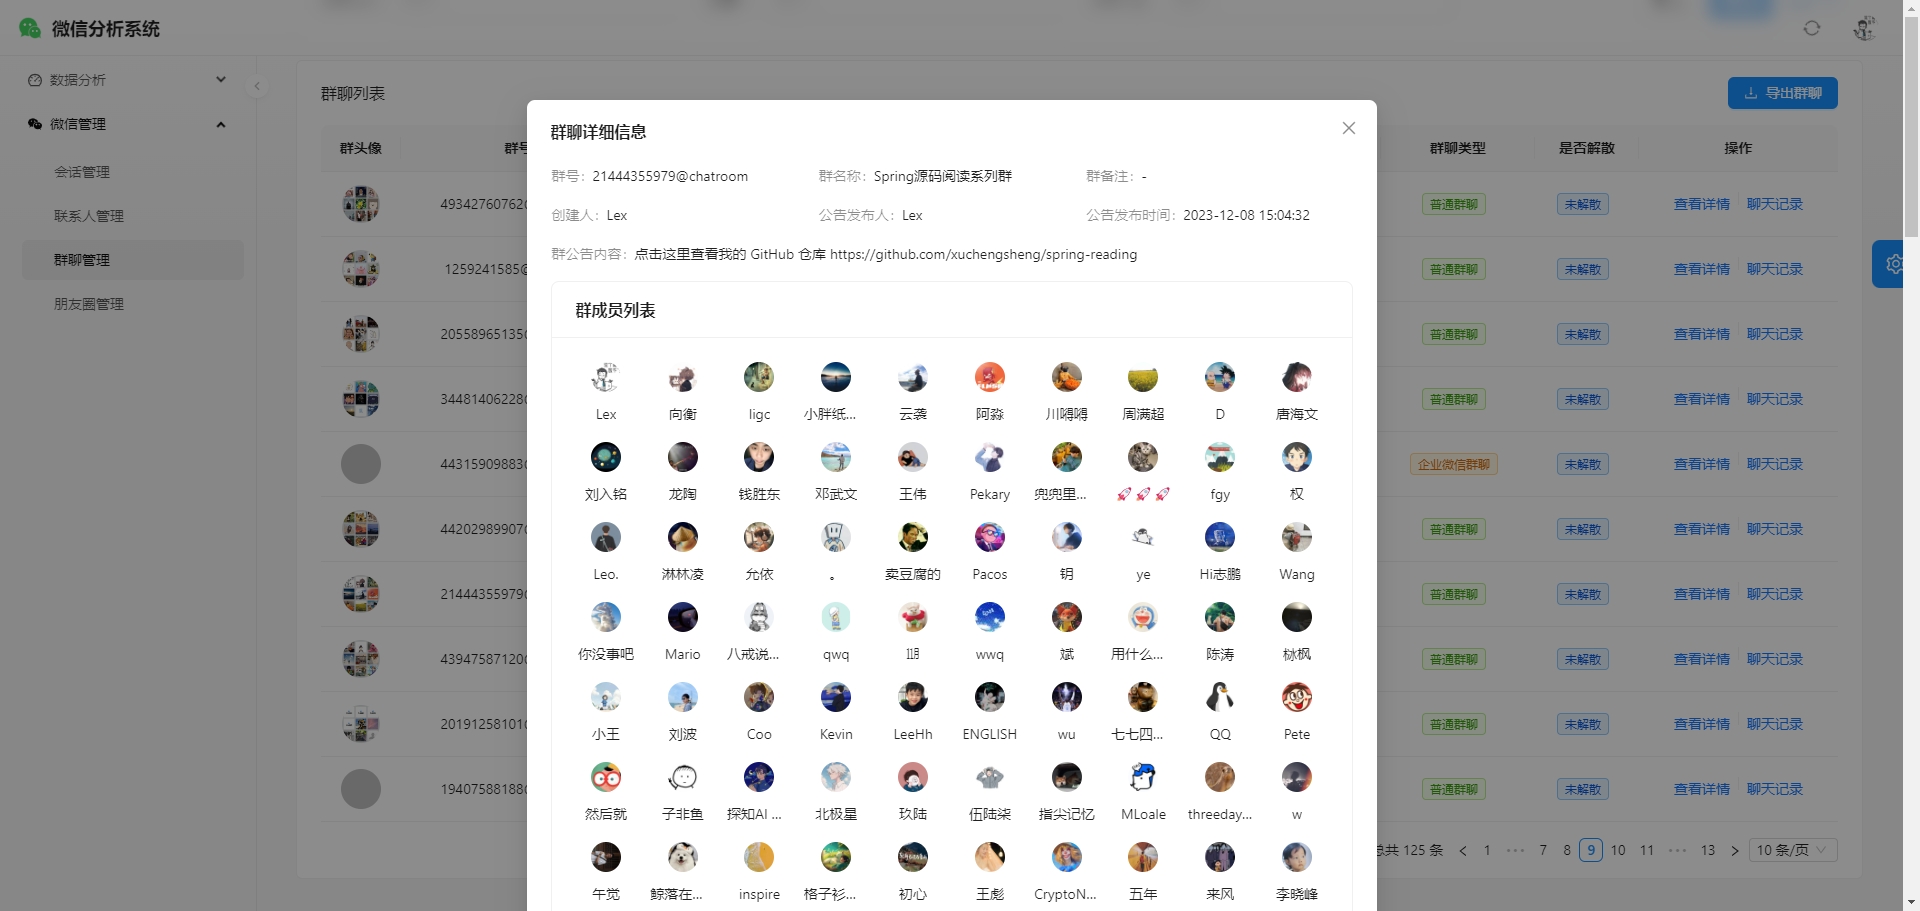 微信分析系统
数据分析
微信管理
会话管理
联系人管理
群聊管理
朋友圈管理
群聊列表
导出群聊
群头像 群号 群聊类型 是否解散 操作
49342760762 普通群聊 未解散 查看详情 聊天记录
1259241585@ 普通群聊 未解散 查看详情 聊天记录
20558965135 普通群聊 未解散 查看详情 聊天记录
34481406228 普通群聊 未解散 查看详情 聊天记录
44315909883 企业微信群聊 未解散 查看详情 聊天记录
44202989907 普通群聊 未解散 查看详情 聊天记录
21444355979 普通群聊 未解散 查看详情 聊天记录
43947587120 普通群聊 未解散 查看详情 聊天记录
20191258101 普通群聊 未解散 查看详情 聊天记录
19407588188 普通群聊 未解散 查看详情 聊天记录
总共 125 条 < 1 ··· 7 8 9 10 11 ··· 13 > 10 条/页
群聊详细信息
群号: 21444355979@chatroom 群名称: Spring源码阅读系列群 群备注: -
创建人: Lex 公告发布人: Lex 公告发布时间: 2023-12-08 15:04:32
群公告内容: 点击这里查看我的 GitHub 仓库 https://github.com/xuchengsheng/spring-reading
群成员列表
Lex 向衡 ligc 小胖纸... 云袭 阿淼 川嘚嘚 周满超 D 唐海文
刘入铭 龙陶 钱胜东 邓武文 王伟 Pekary 兜兜里... 🚀🚀🚀 fgy 权
Leo. 淋林凌 允依 。 卖豆腐的 Pacos 钥 ye Hi志鹏 Wang
你没事吧 Mario 八戒说... qwq wwq 斌 用什么... 陈涛 枫
小王 刘波 Coo Kevin LeeHh ENGLISH wu 七七四... QQ Pete
然后就 子非鱼 探知AI ... 北极星 玖陆 伍陆柒 指尖记忆 MLoale threeday... w
午觉 鲸落在... inspire 格子衫... 初心 王彪 CryptoN... 五年 来风 李晓峰